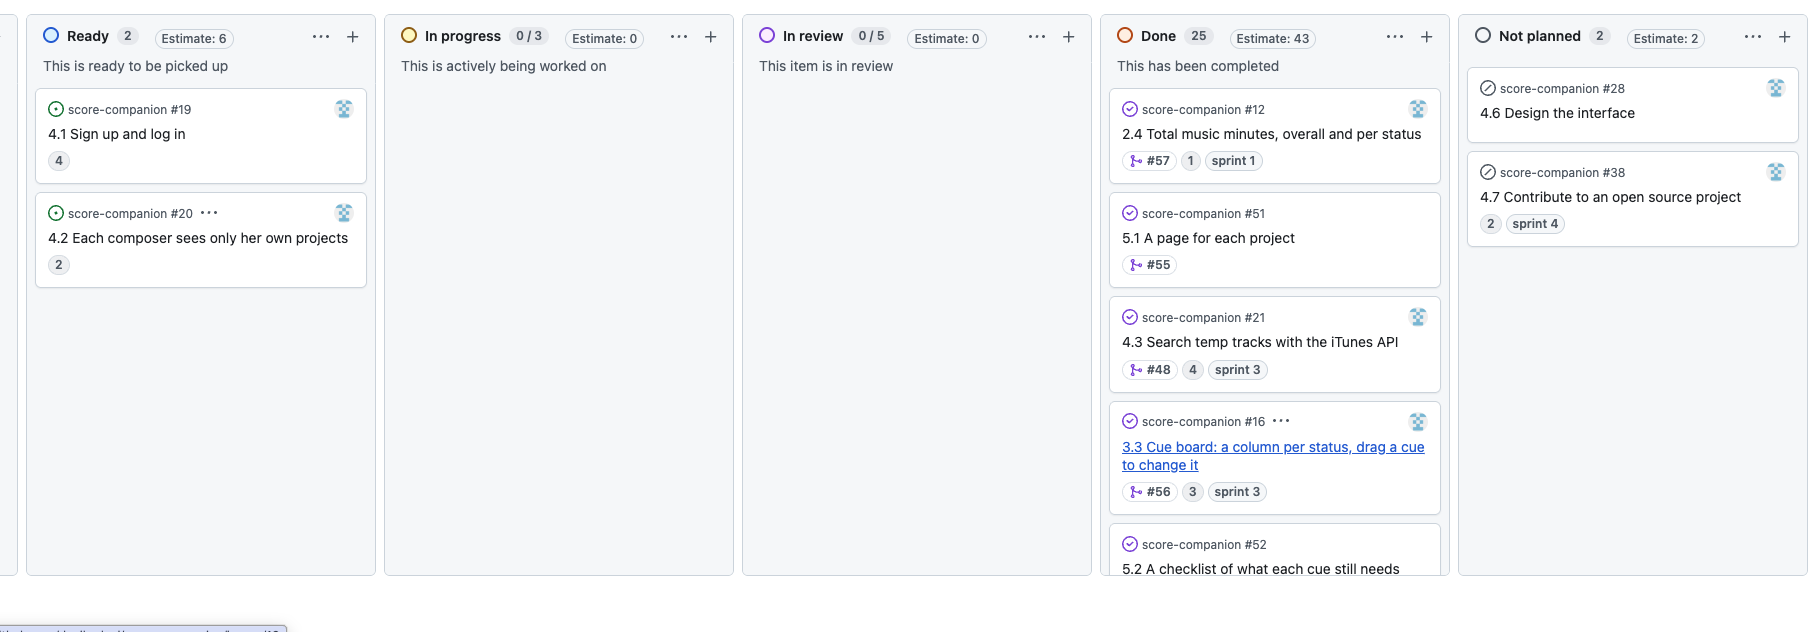 Ready 2 Estimate: 6
This is ready to be picked up
score-companion #19
4.1 Sign up and log in
4
score-companion #20
4.2 Each composer sees only her own projects
2
In progress 0 / 3 Estimate: 0
This is actively being worked on
In review 0 / 5 Estimate: 0
This item is in review
Done 25 Estimate: 43
This has been completed
score-companion #12
2.4 Total music minutes, overall and per status
#57 1 sprint 1
score-companion #51
5.1 A page for each project
#55
score-companion #21
4.3 Search temp tracks with the iTunes API
#48 4 sprint 3
score-companion #16
3.3 Cue board: a column per status, drag a cue
to change it
#56 3 sprint 3
score-companion #52
5.2 A checklist of what each cue still needs
Not planned 2 Estimate: 2
score-companion #28
4.6 Design the interface
score-companion #38
4.7 Contribute to an open source project
2 sprint 4